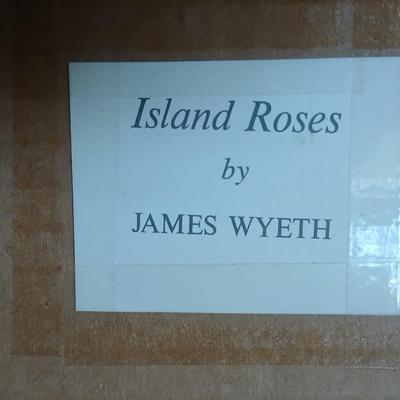 Island Roses
by
JAMES WYETH